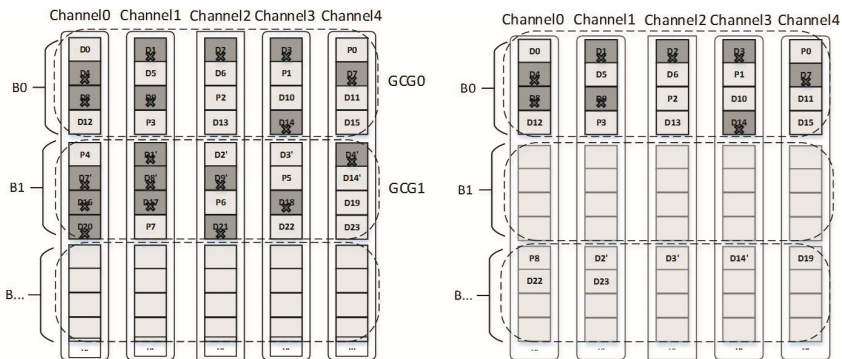 Channel0 Channel1 Channel2 Channel3 Channel4
D0 D1 D2 D3 P0
B0 D4 D5 D6 P1 D7 GCG0
D8 D9 P2 D10 D11
D12 P3 D13 D14 D15
P4 D1' D2' D3' D4'
B1 D7' D8' D9' P5 D14' GCG1
D16 D17 P6 D18 D19
D20 P7 D21 D22 D23
B...
... ... ... ... ...
Channel0 Channel1 Channel2 Channel3 Channel4
D0 D1 D2 D3 P0
B0 D4 D5 D6 P1 D7
D8 D9 P2 D10 D11
D12 P3 D13 D14 D15
B1
P8 D2' D3' D14' D19
B... D22 D23
... ... ... ... ...